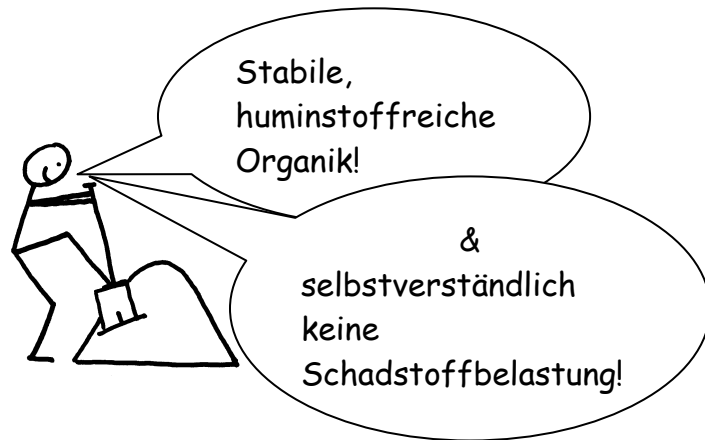 Stabile,
huminstoffreiche
Organik!
&
selbstverständlich
keine
Schadstoffbelastung!